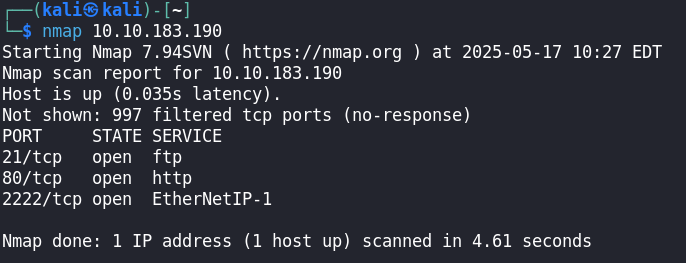 ┌──(kali㉿kali)-[~]
└─$ nmap 10.10.183.190
Starting Nmap 7.94SVN ( https://nmap.org ) at 2025-05-17 10:27 EDT
Nmap scan report for 10.10.183.190
Host is up (0.035s latency).
Not shown: 997 filtered tcp ports (no-response)
PORT     STATE SERVICE
21/tcp   open  ftp
80/tcp   open  http
2222/tcp open  EtherNetIP-1
Nmap done: 1 IP address (1 host up) scanned in 4.61 seconds